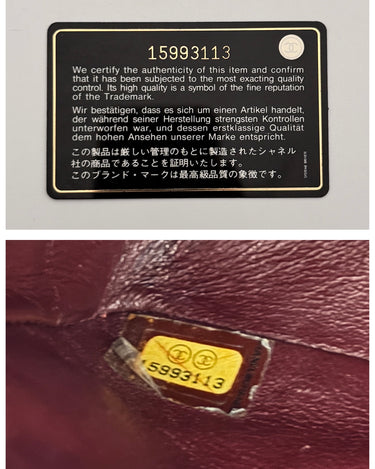 15993113
We certify the authenticity of this item and confirm
that it has been subjected to the most exacting quality
control. Its high quality is a symbol of the fine reputation
of the Trademark.
Wir bestätigen, dass es sich um einen Artikel handelt,
der während seiner Herstellung strengsten Kontrollen
unterworfen war, und dessen erstklassige Qualität
dem hohen Ansehen unserer Marke entspricht.
この製品は厳しい管理のもとに製造されたシャネル
社の商品であることを証明いたします。
このブランド・マークは最高級品質の象徴です。
15993113